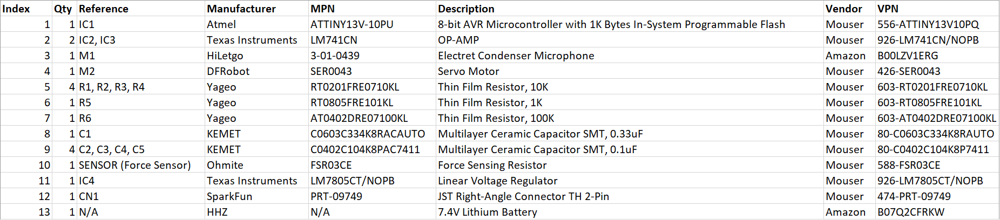 Index Qty Reference Manufacturer MPN Description Vendor VPN
1 1 IC1 Atmel ATTINY13V-10PU 8-bit AVR Microcontroller with 1K Bytes In-System Programmable Flash Mouser 556-ATTINY13V10PQ
2 2 IC2, IC3 Texas Instruments LM741CN OP-AMP Mouser 926-LM741CN/NOPB
3 1 M1 HiLetgo 3-01-0439 Electret Condenser Microphone Amazon B00LZV1ERG
4 1 M2 DFRobot SER0043 Servo Motor Mouser 426-SER0043
5 4 R1, R2, R3, R4 Yageo RT0201FRE0710KL Thin Film Resistor, 10K Mouser 603-RT0201FRE0710KL
6 1 R5 Yageo RT0805FRE101KL Thin Film Resistor, 1K Mouser 603-RT0805FRE101KL
7 1 R6 Yageo AT0402DRE07100KL Thin Film Resistor, 100K Mouser 603-AT0402DRE07100KL
8 1 C1 KEMET C0603C334K8RACAUTO Multilayer Ceramic Capacitor SMT, 0.33uF Mouser 80-C0603C334K8RAUTO
9 4 C2, C3, C4, C5 KEMET C0402C104K8PAC7411 Multilayer Ceramic Capacitor SMT, 0.1uF Mouser 80-C0402C104K8P7411
10 1 SENSOR (Force Sensor) Ohmite FSR03CE Force Sensing Resistor Mouser 588-FSR03CE
11 1 IC4 Texas Instruments LM7805CT/NOPB Linear Voltage Regulator Mouser 926-LM7805CT/NOPB
12 1 CN1 SparkFun PRT-09749 JST Right-Angle Connector TH 2-Pin Mouser 474-PRT-09749
13 1 N/A HHZ N/A 7.4V Lithium Battery Amazon B07Q2CFRKW